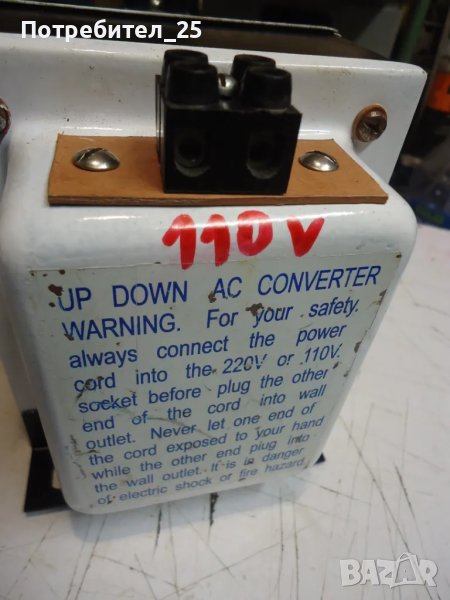 Потребител_25
110V
UP DOWN AC CONVERTER
WARNING. For your safety.
always connect the power
cord into the 220V or 110V.
socket before plug the other
end of the cord into wall
outlet. Never let one end of
the cord exposed to your hand
while the other end plug into
the wall outlet. It is in danger
of electric shock or fire hazard.
BAZAR